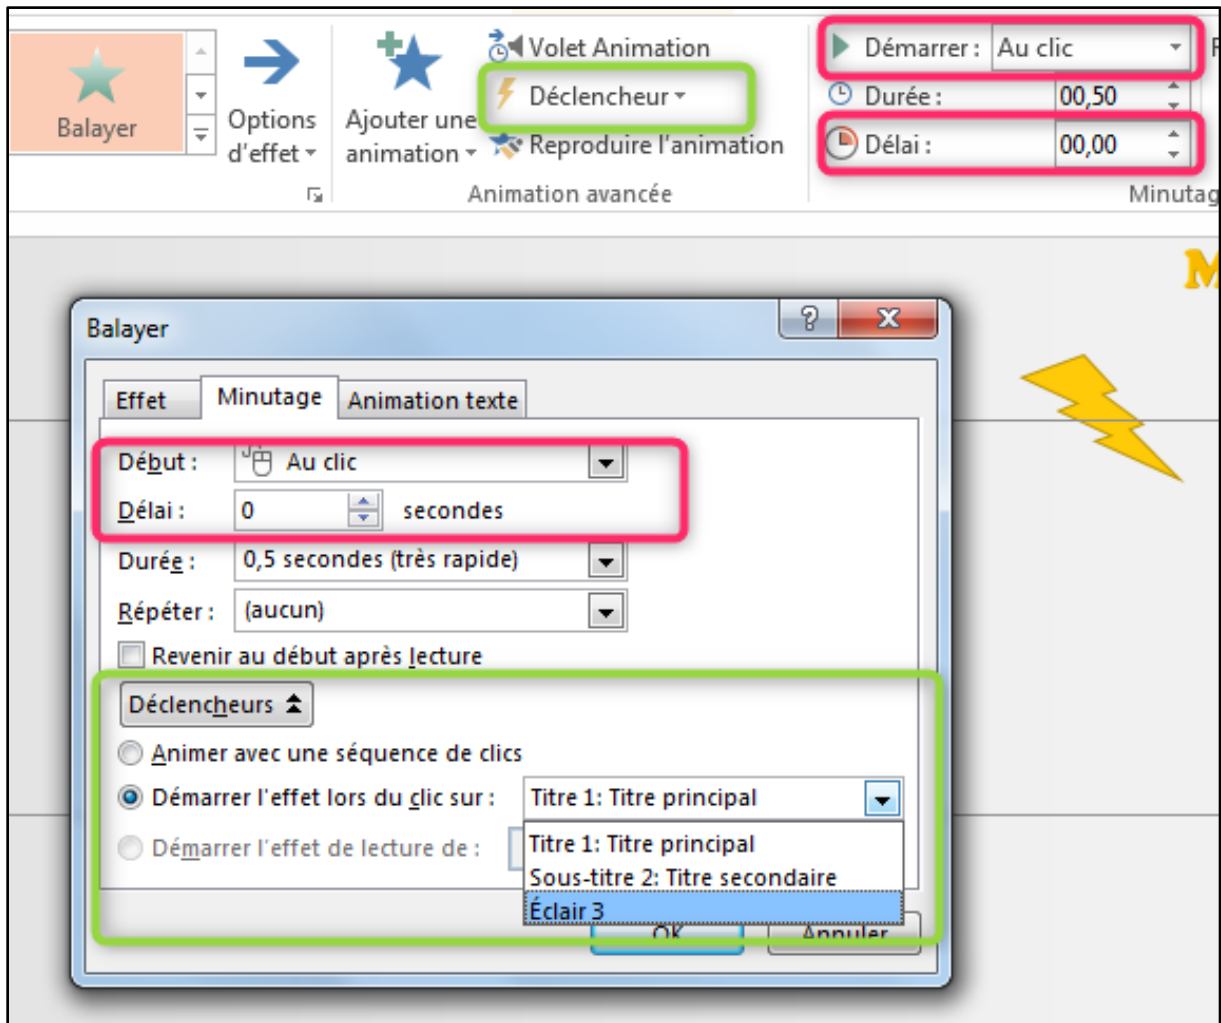 Balayer
Options
d'effet
Ajouter une
animation
Volet Animation
Déclencheur
Reproduire l'animation
Animation avancée
Démarrer : Au clic
Durée : 00,50
Délai : 00,00
Minutag
M
Balayer
?
Effet Minutage Animation texte
Début : Au clic
Délai : 0 secondes
Durée : 0,5 secondes (très rapide)
Répéter : (aucun)
Revenir au début après lecture
Déclencheurs
Animer avec une séquence de clics
Démarrer l'effet lors du clic sur : Titre 1: Titre principal
Démarrer l'effet de lecture de :
Titre 1: Titre principal
Sous-titre 2: Titre secondaire
Éclair 3
OK Annuler